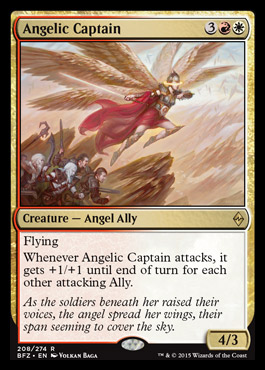 Angelic Captain 3
Creature — Angel Ally
Flying
Whenever Angelic Captain attacks, it
gets +1/+1 until end of turn for each
other attacking Ally.
As the soldiers beneath her raised their
voices, the angel spread her wings, their
span seeming to cover the sky.
4/3
208/274 R
BFZ • EN VOLKAN BAGA
™ & © 2015 Wizards of the Coast